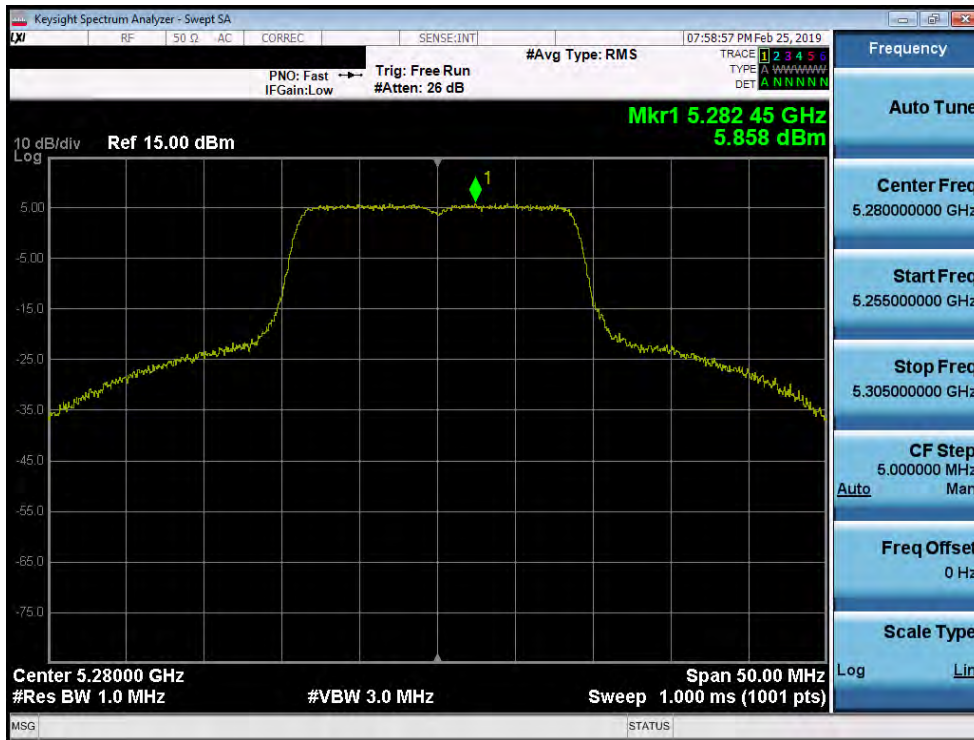 Keysight Spectrum Analyzer - Swept SA
LXI RF 50 Ω AC CORREC SENSE:INT 07:58:57 PM Feb 25, 2019
#Avg Type: RMS TRACE 1 2 3 4 5 6
PNO: Fast Trig: Free Run TYPE A WWWWW
IFGain:Low #Atten: 26 dB DET A N N N N N
Mkr1 5.282 45 GHz
5.858 dBm
10 dB/div Ref 15.00 dBm
Log
1
5.00
-5.00
-15.0
-25.0
-35.0
-45.0
-55.0
-65.0
-75.0
Center 5.28000 GHz Span 50.00 MHz
#Res BW 1.0 MHz #VBW 3.0 MHz Sweep 1.000 ms (1001 pts)
MSG STATUS
Frequency
Auto Tune
Center Freq
5.280000000 GHz
Start Freq
5.255000000 GHz
Stop Freq
5.305000000 GHz
CF Step
5.000000 MHz
Auto Man
Freq Offset
0 Hz
Scale Type
Log Lin